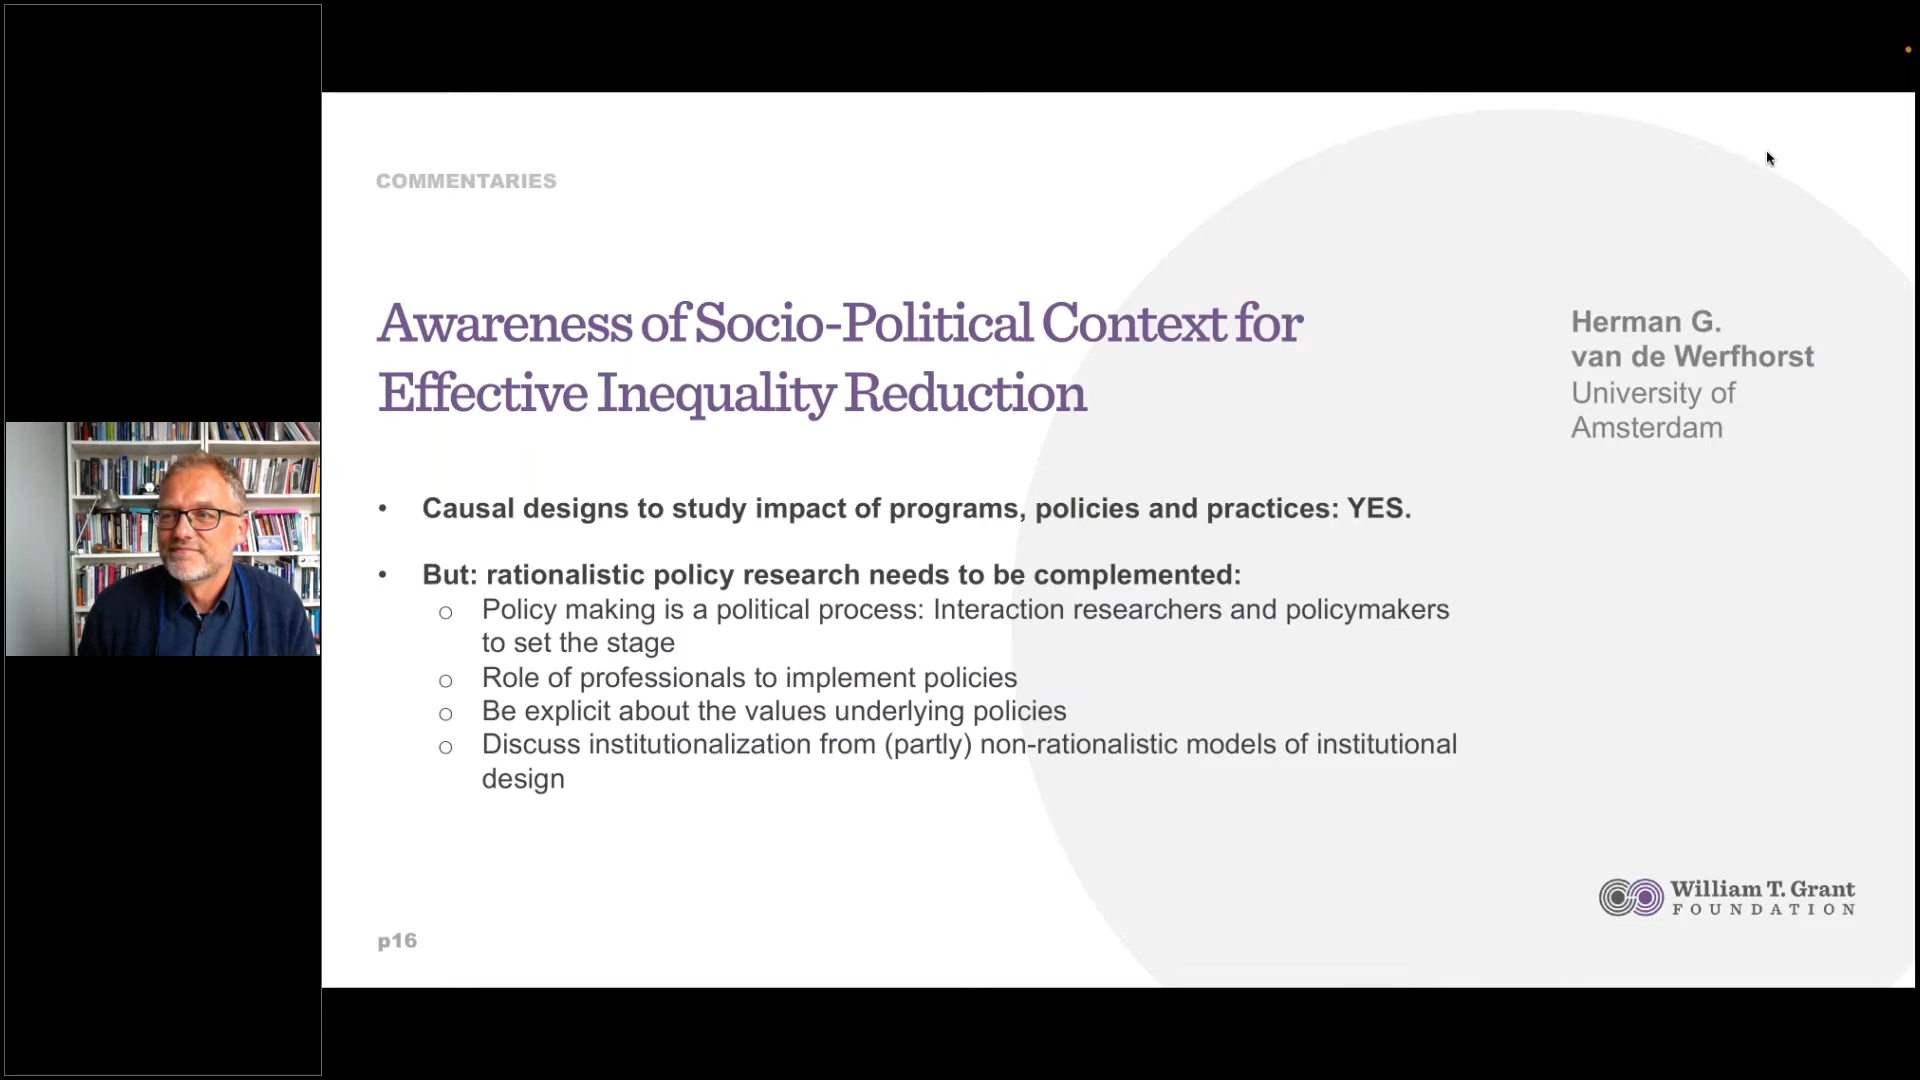 COMMENTARIES
Awareness of Socio-Political Context for
Effective Inequality Reduction
Herman G.
van de Werfhorst
University of
Amsterdam
• Causal designs to study impact of programs, policies and practices: YES.
• But: rationalistic policy research needs to be complemented:
o Policy making is a political process: Interaction researchers and policymakers
to set the stage
o Role of professionals to implement policies
o Be explicit about the values underlying policies
o Discuss institutionalization from (partly) non-rationalistic models of institutional
design
William T. Grant
FOUNDATION
p16